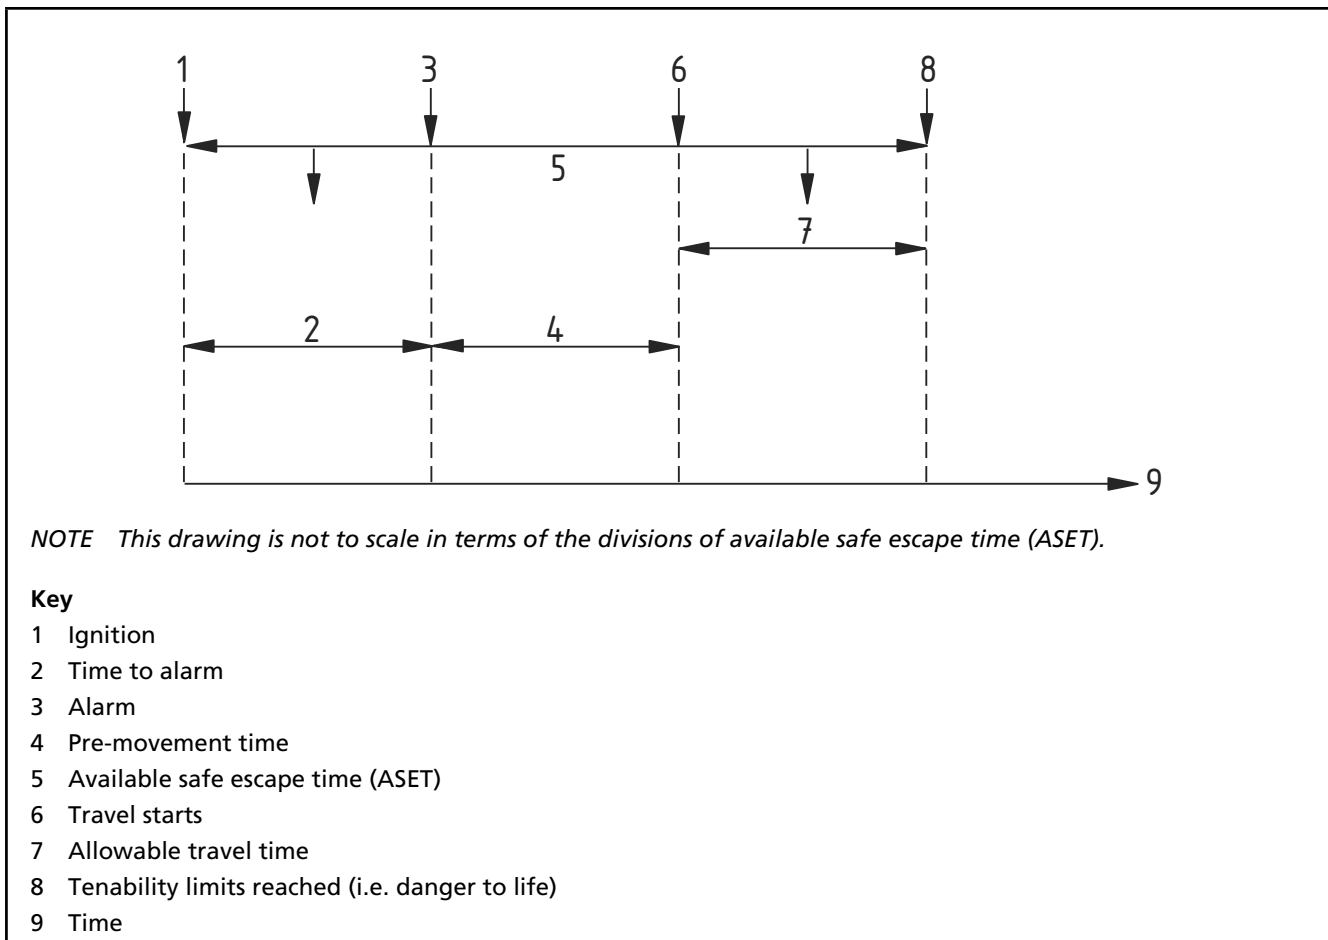 1 3 6 8
5
7
2 4
9
NOTE This drawing is not to scale in terms of the divisions of available safe escape time (ASET).
Key
1 Ignition
2 Time to alarm
3 Alarm
4 Pre-movement time
5 Available safe escape time (ASET)
6 Travel starts
7 Allowable travel time
8 Tenability limits reached (i.e. danger to life)
9 Time